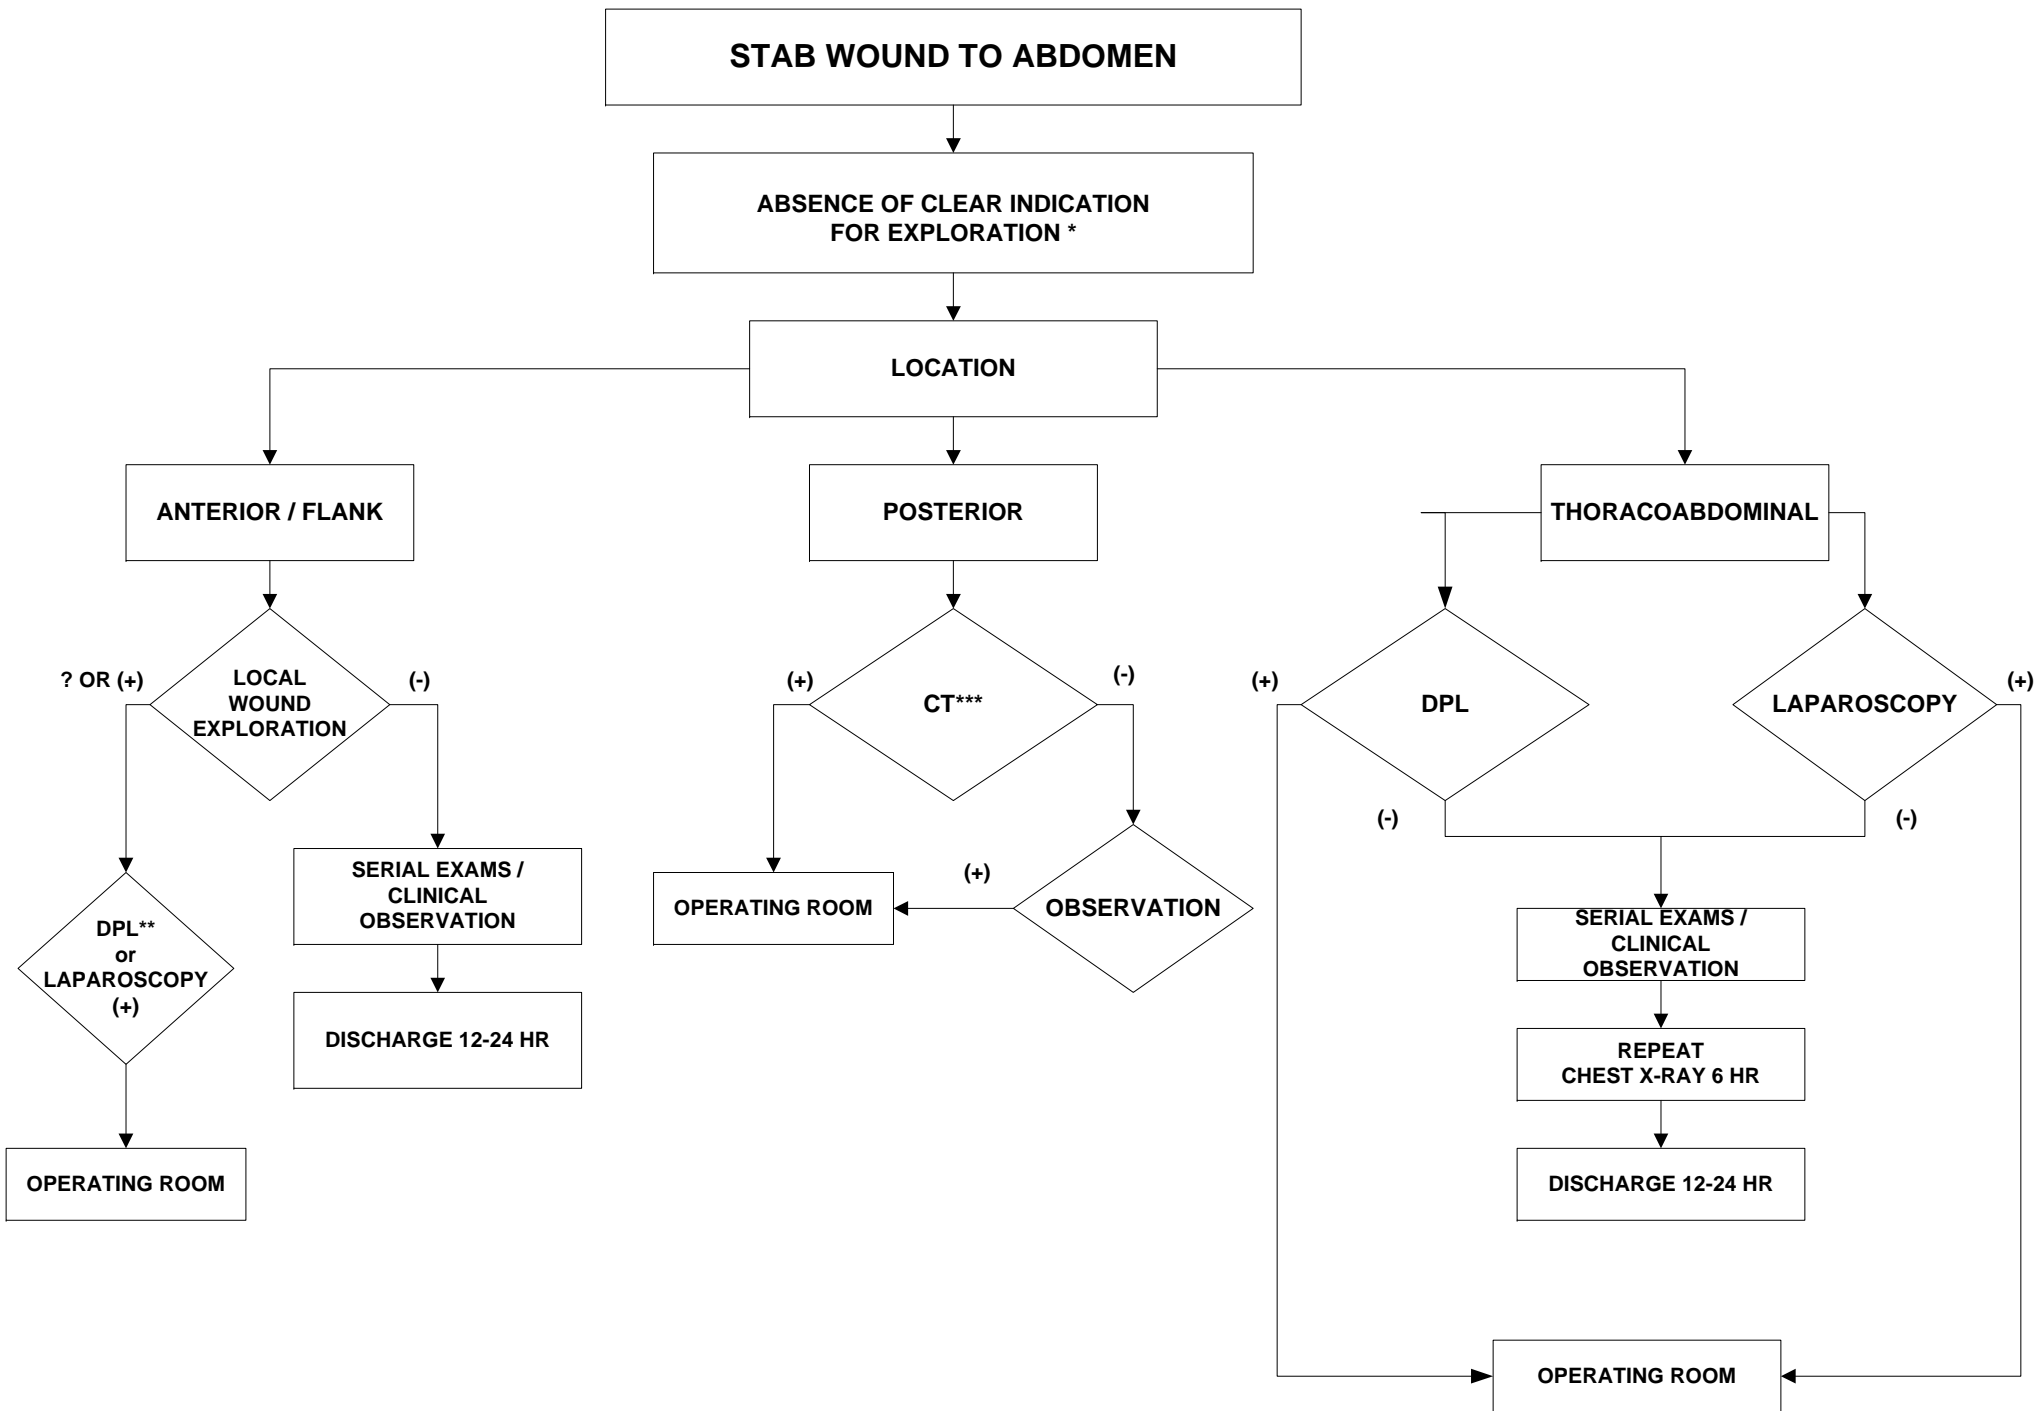 STAB WOUND TO ABDOMEN
ABSENCE OF CLEAR INDICATION
FOR EXPLORATION *
LOCATION
ANTERIOR / FLANK
POSTERIOR
THORACOABDOMINAL
? OR (+)
LOCAL
WOUND
EXPLORATION
(-)
(+)
CT***
(-)
(+)
DPL
LAPAROSCOPY
(+)
(-)
(-)
DPL**
or
LAPAROSCOPY
(+)
SERIAL EXAMS /
CLINICAL
OBSERVATION
OPERATING ROOM
(+)
OBSERVATION
SERIAL EXAMS /
CLINICAL
OBSERVATION
DISCHARGE 12-24 HR
REPEAT
CHEST X-RAY 6 HR
OPERATING ROOM
DISCHARGE 12-24 HR
OPERATING ROOM